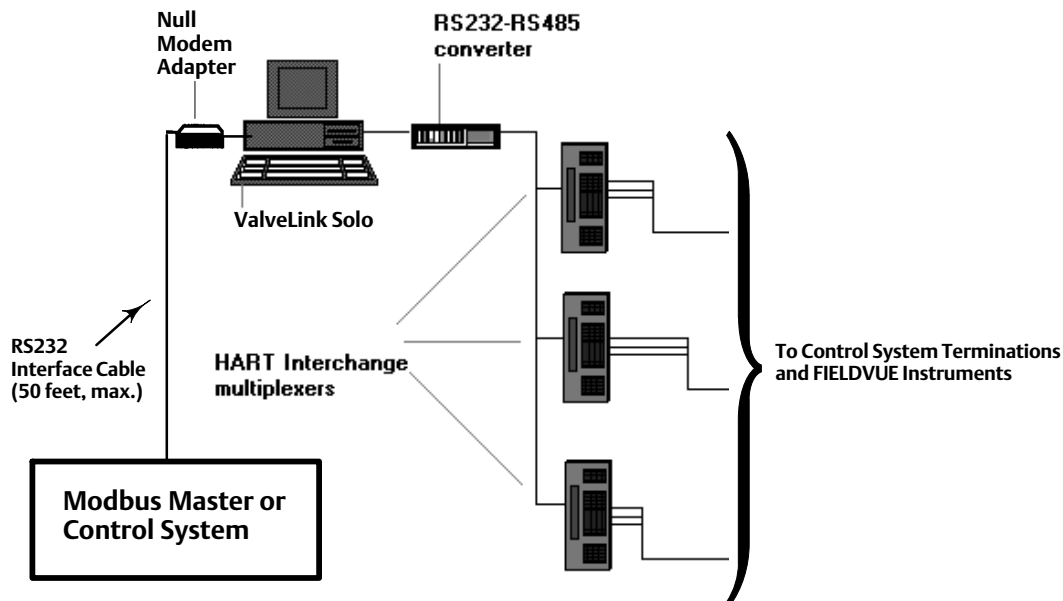 Null
Modem
Adapter
RS232-RS485
converter
ValveLink Solo
RS232
Interface Cable
(50 feet, max.)
HART Interchange
multiplexers
To Control System Terminations
and FIELDVUE Instruments
Modbus Master or
Control System